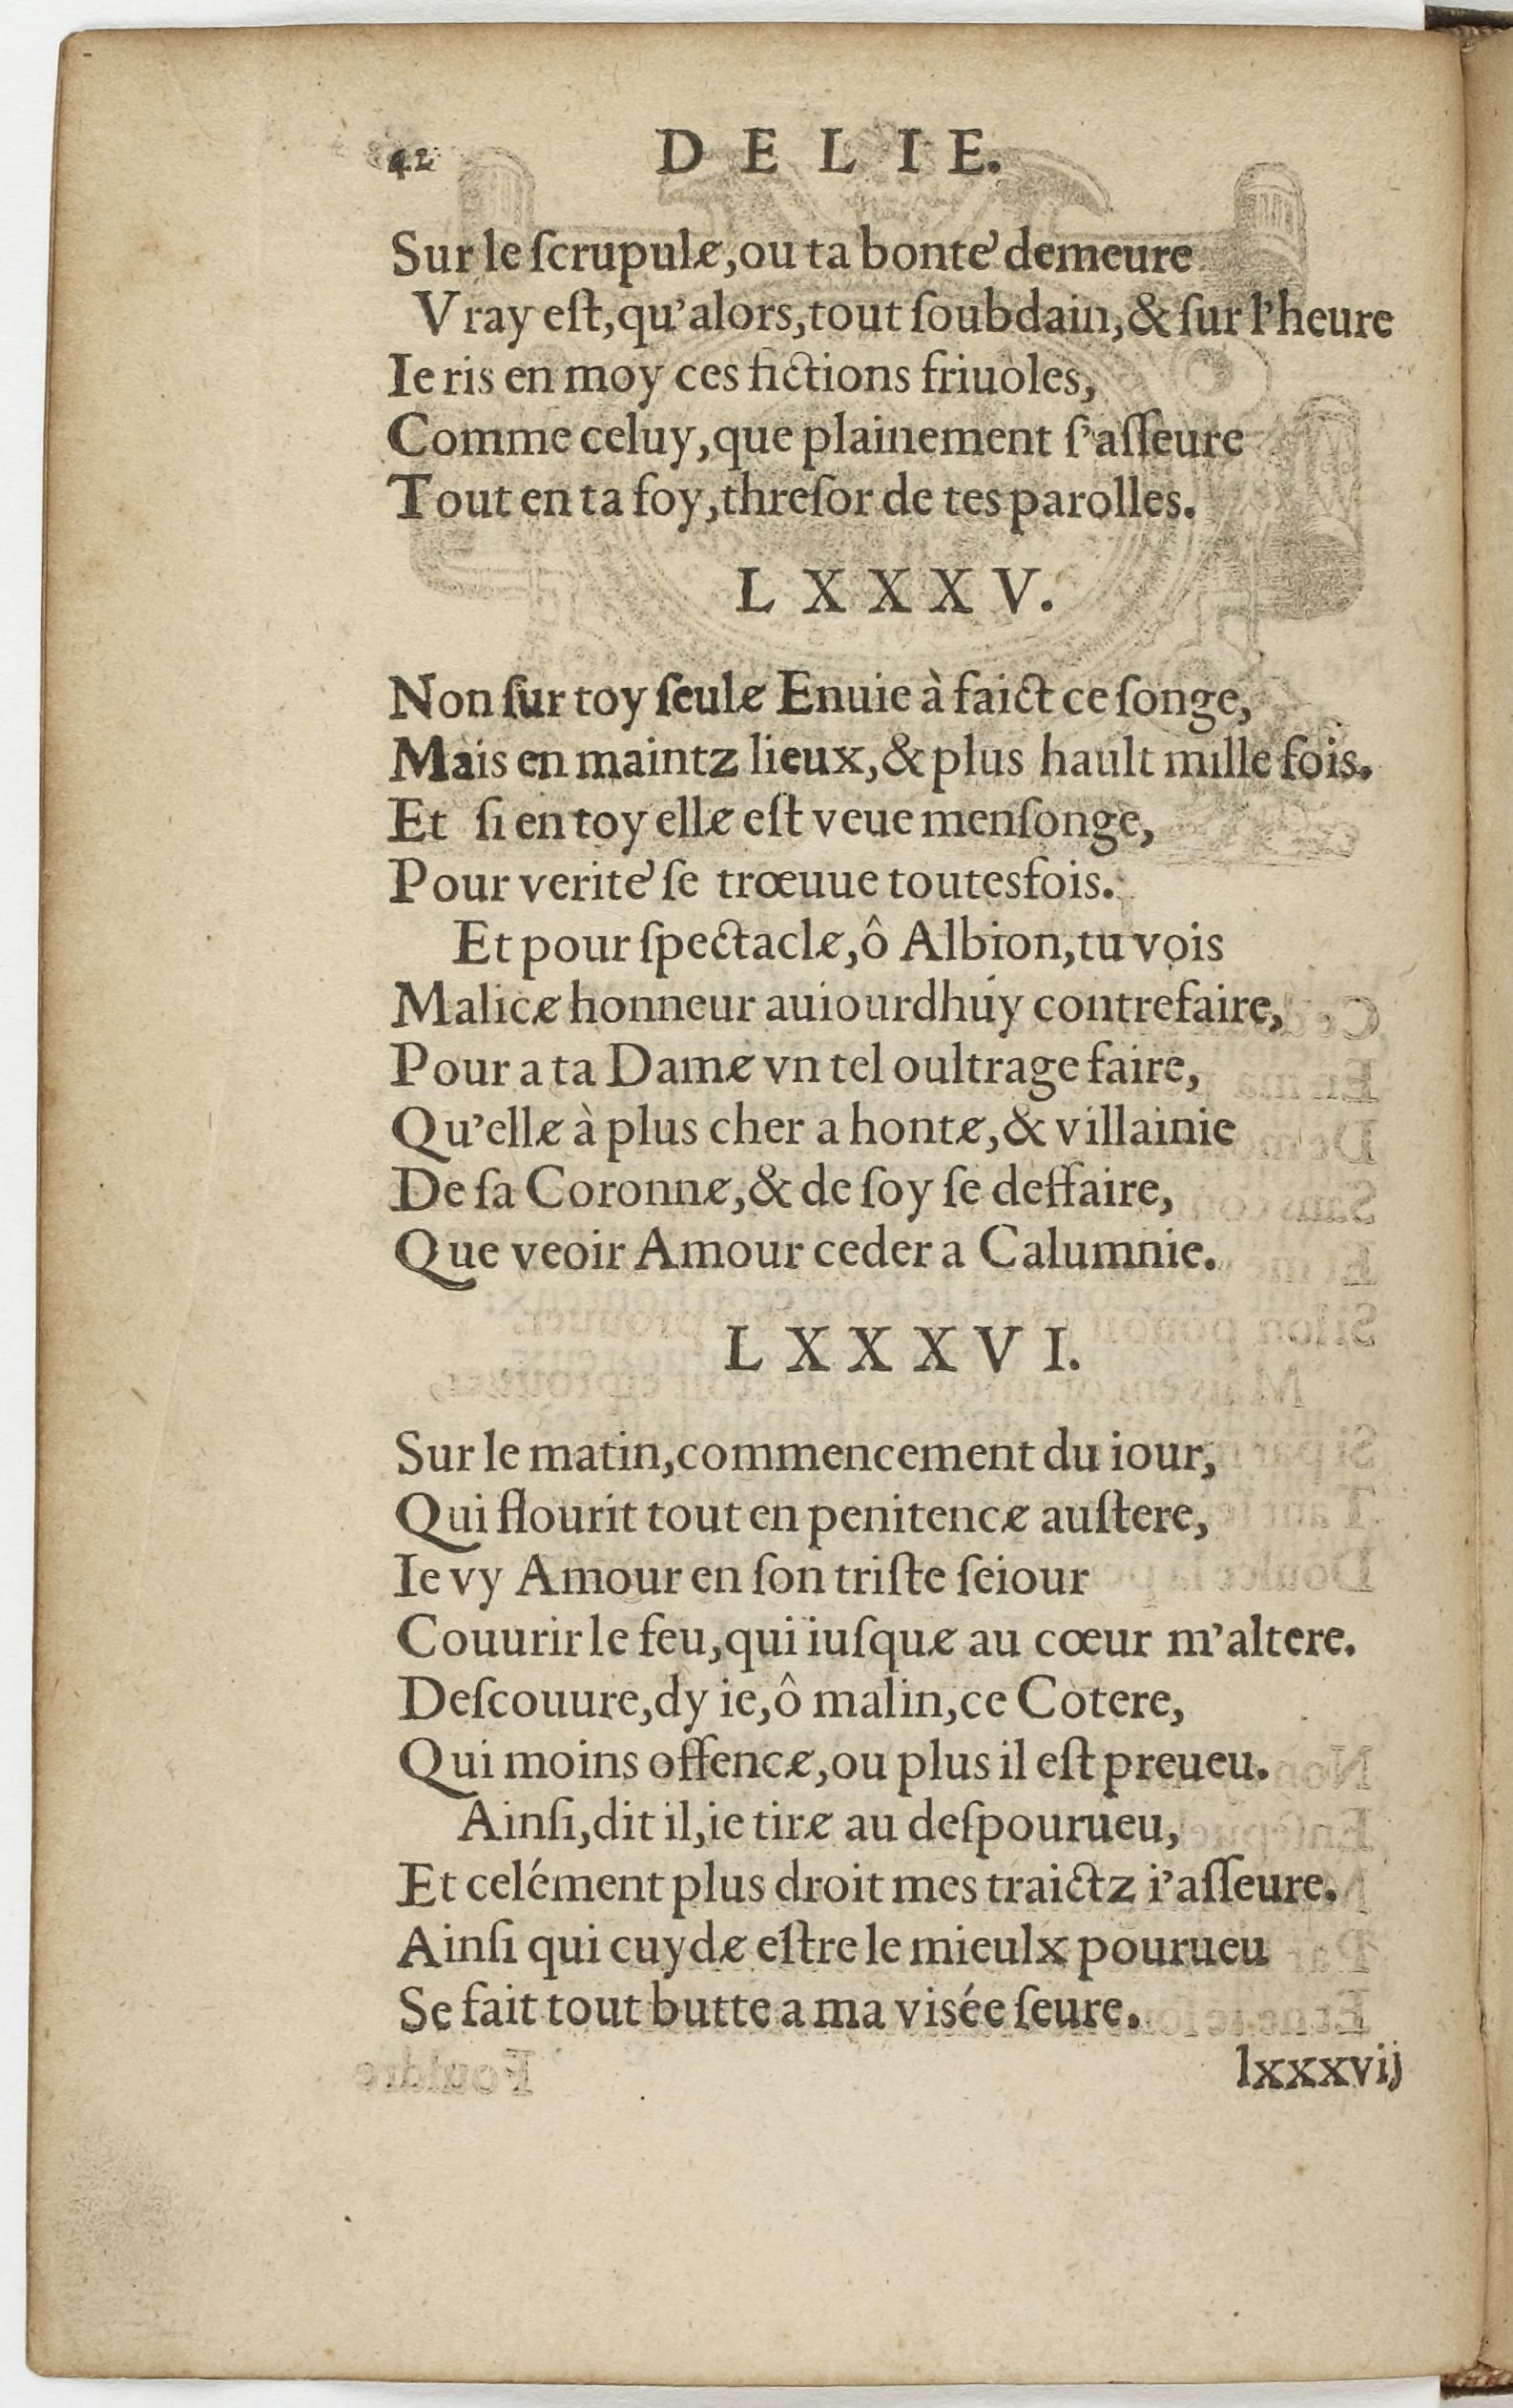 42 DELIE.
Sur le ſcrupule, ou ta bonté demeure
Vray eſt, qu'alors, tout ſoubdain, & ſur l'heure
Ie ris en moy ces fictions friuoles,
Comme celuy, que plainement ſ'aſſeure
Tout en ta foy, threſor de tes parolles.
LXXXV.
Non ſur toy ſeule Enuie à faict ce ſonge,
Mais en maintz lieux, & plus hault mille fois.
Et ſi en toy elle eſt veue menſonge,
Pour verité ſe trœuue toutesfois.
Et pour ſpectacle, ô Albion, tu vois
Malice honneur auiourdhuy contrefaire,
Pour a ta Dame vn tel oultrage faire,
Qu'elle à plus cher a honte, & villainie
De ſa Coronne, & de ſoy ſe deffaire,
Que veoir Amour ceder a Calumnie.
LXXXVI.
Sur le matin, commencement du iour,
Qui flourit tout en penitence auſtere,
Ie vy Amour en ſon triſte ſeiour
Couurir le feu, qui iuſque au cœur m'altere.
Deſcouure, dy ie, ô malin, ce Cotere,
Qui moins offence, ou plus il eſt preueu.
Ainſi, dit il, ie tire au deſpourueu,
Et celément plus droit mes traictz i'aſſeure.
Ainſi qui cuyde eſtre le mieulx pourueu
Se fait tout butte a ma visée ſeure.
lxxxvij